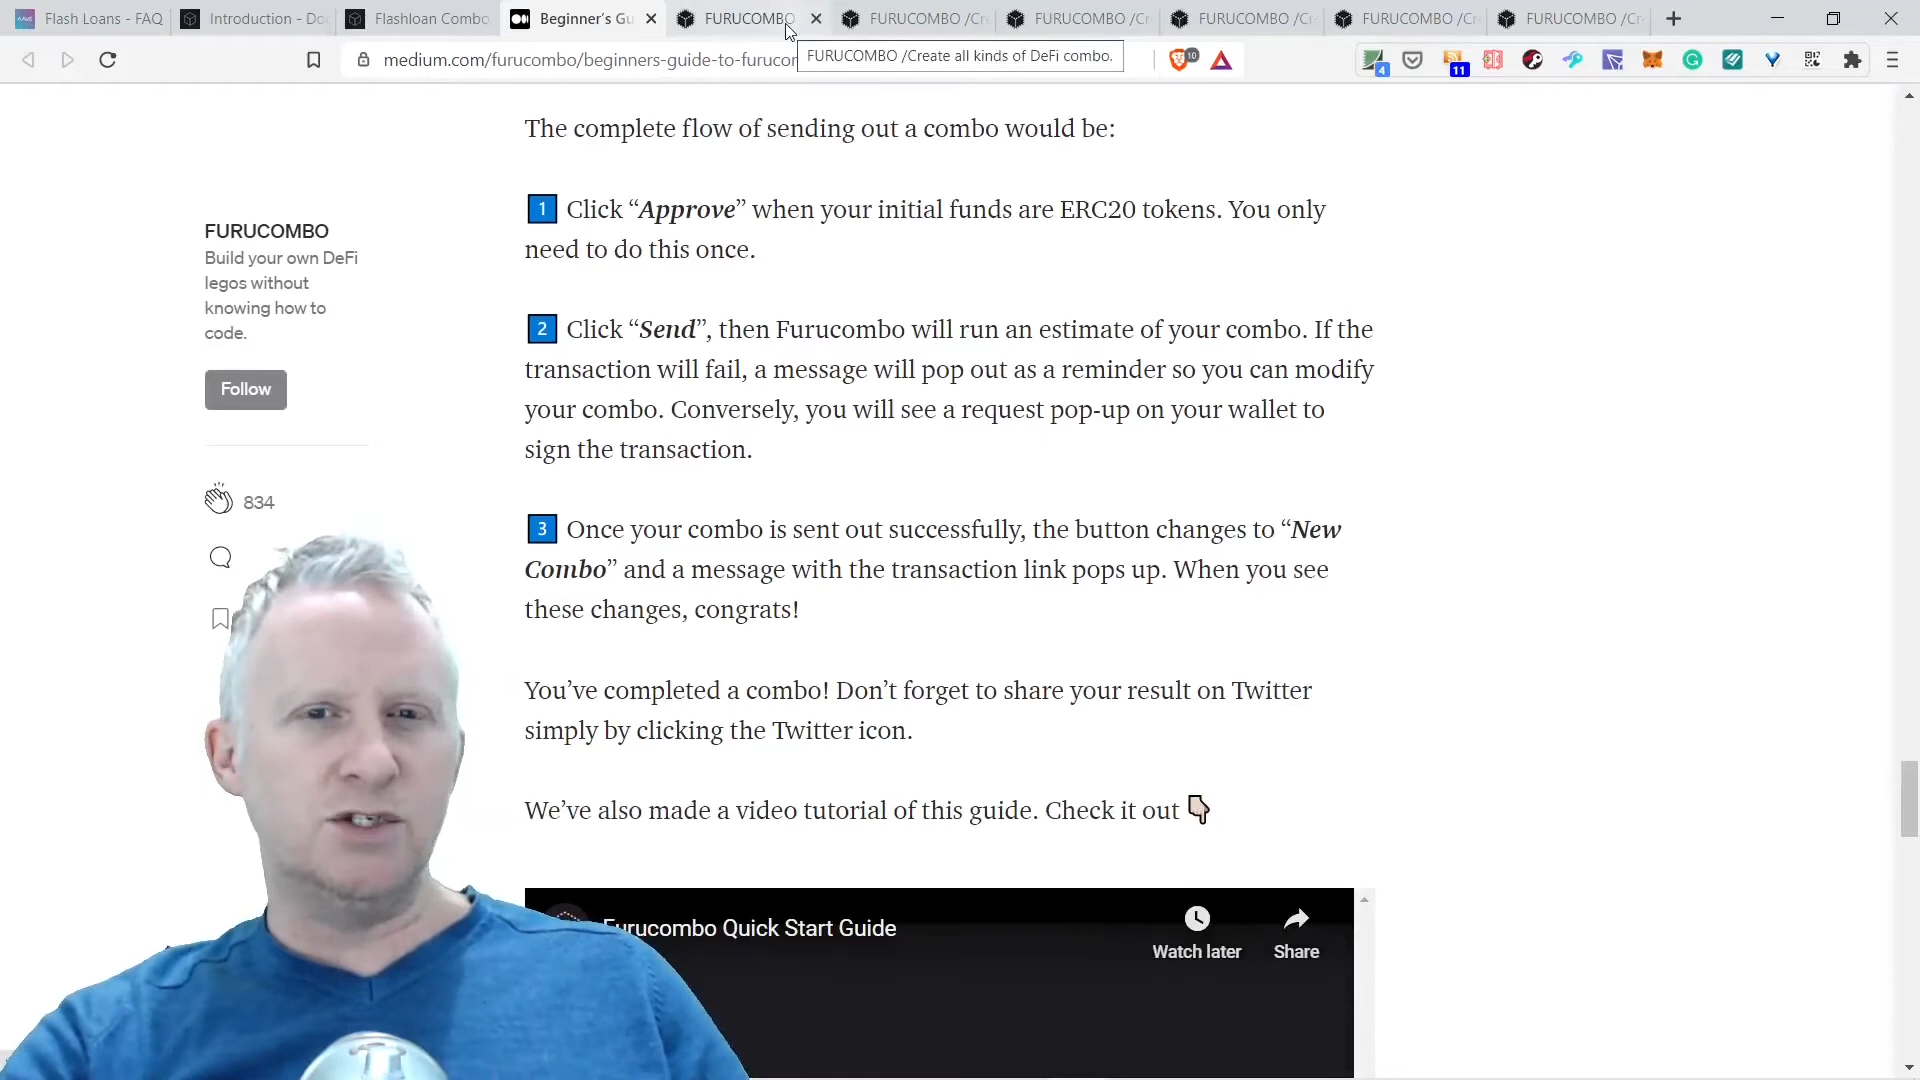 Flash Loans - FAQ
Introduction - Do
Flashloan Combo
Beginner's Gu
FURUCOMBO
FURUCOMBO /Cr
FURUCOMBO /Cr
FURUCOMBO /Cr
FURUCOMBO /Cr
FURUCOMBO /Cr
medium.com/furucombo/beginners-guide-to-furucor
FURUCOMBO /Create all kinds of DeFi combo.
10
4
11
The complete flow of sending out a combo would be:
1 Click “Approve” when your initial funds are ERC20 tokens. You only
need to do this once.
FURUCOMBO
Build your own DeFi
legos without
knowing how to
code.
Follow
834
2 Click “Send”, then Furucombo will run an estimate of your combo. If the
transaction will fail, a message will pop out as a reminder so you can modify
your combo. Conversely, you will see a request pop-up on your wallet to
sign the transaction.
3 Once your combo is sent out successfully, the button changes to “New
Combo” and a message with the transaction link pops up. When you see
these changes, congrats!
You’ve completed a combo! Don’t forget to share your result on Twitter
simply by clicking the Twitter icon.
We’ve also made a video tutorial of this guide. Check it out
Furucombo Quick Start Guide
Watch later
Share